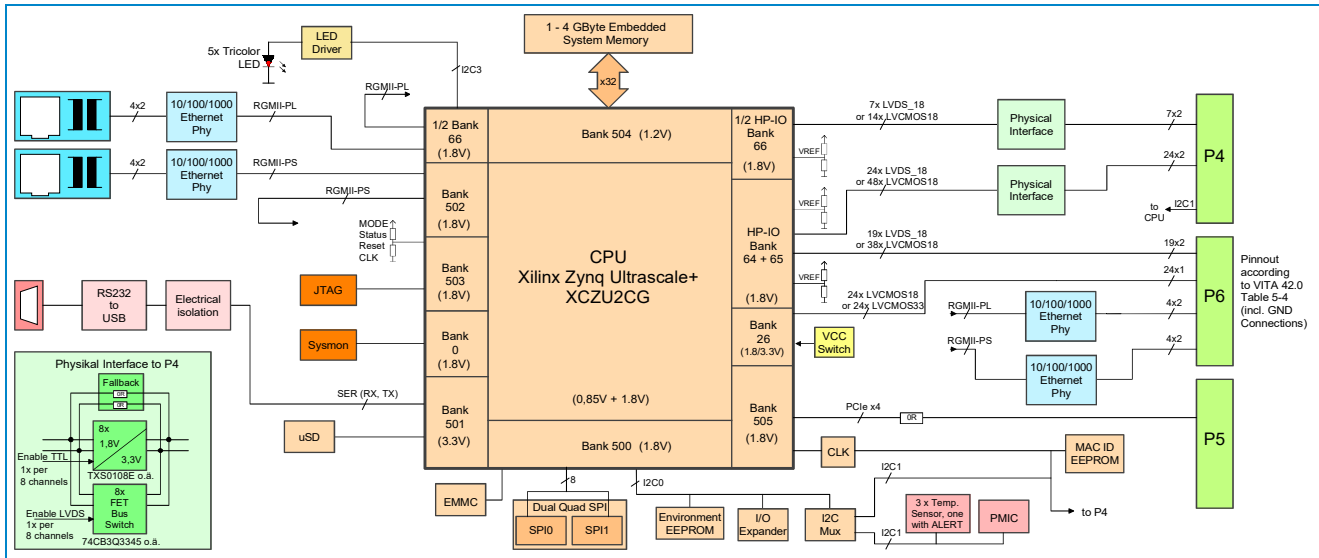 1 - 4 GByte Embedded
System Memory
x32
LED
Driver
5x Tricolor
LED
I2C3
RGMII-PL
4x2
10/100/1000
Ethernet
Phy
RGMII-PL
4x2
10/100/1000
Ethernet
Phy
RGMII-PS
RGMII-PS
MODE
Status
Reset
CLK
JTAG
Sysmon
RS232
to
USB
Electrical
isolation
SER (RX, TX)
uSD
EMMC
1/2 Bank
66
(1.8V)
Bank
502
(1.8V)
Bank
503
(1.8V)
Bank
0
(1.8V)
Bank
501
(3.3V)
Bank 504 (1.2V)
CPU
Xilinx Zynq Ultrascale+
XCZU2CG
(0,85V + 1.8V)
Bank 500 (1.8V)
1/2 HP-IO
Bank
66
(1.8V)
HP-IO
Bank
64 + 65
(1.8V)
Bank
26
(1.8/3.3V)
Bank
505
(1.8V)
7x LVDS_18
or 14x LVCMOS18
Physical
Interface
7x2
VREF
24x LVDS_18
or 48x LVCMOS18
Physical
Interface
24x2
VREF
P4
to
CPU
I2C1
19x LVDS_18
or 38x LVCMOS18
19x2
VREF
24x LVCMOS18
or 24x LVCMOS33
24x1
RGMII-PL
10/100/1000
Ethernet
Phy
4x2
RGMII-PS
10/100/1000
Ethernet
Phy
4x2
P6
Pinnout
according
to VITA 42.0
Table 5-4
(incl. GND
Connections)
VCC
Switch
PCIe x4
0R
P5
CLK
MAC ID
EEPROM
I2C1
to P4
8
I2C0
Dual Quad SPI
SPI0
SPI1
Environment
EEPROM
I/O
Expander
I2C
Mux
I2C1
3 x Temp.
Sensor, one
with ALERT
PMIC
Physikal Interface to P4
Fallback
0R
0R
8x
1,8V
3,3V
Enable TTL
1x per
8 channels
TXS0108E o.ä.
8x
FET
Bus
Switch
Enable LVDS
1x per
8 channels
74CB3Q3345 o.ä.